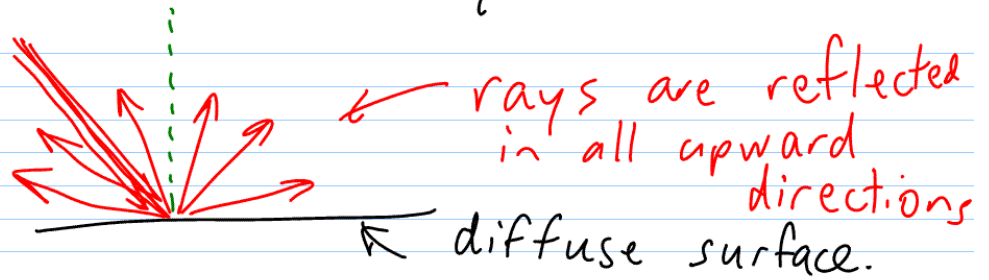 rays are reflected
in all upward
directions
diffuse surface.